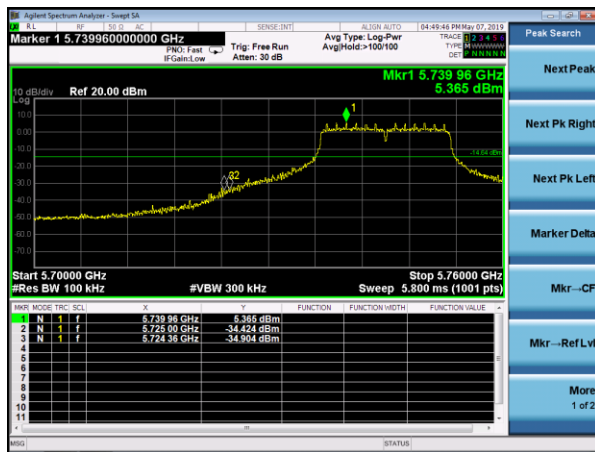 Agilent Spectrum Analyzer - Swept SA
RL RF 50 Ω AC SENSE:INT ALIGN AUTO 04:49:46 PM May 07, 2019
Marker 1 5.739960000000 GHz
PNO: Fast
IFGain:Low
Trig: Free Run
Atten: 30 dB
Avg Type: Log-Pwr
Avg|Hold:>100/100
TRACE 1 2 3 4 5 6
TYPE M W W W W W
DET P N N N N N
Peak Search
Mkr1 5.739 96 GHz
5.365 dBm
10 dB/div Ref 20.00 dBm
Log
10.0
0.00
-10.0
-20.0
-30.0
-40.0
-50.0
-60.0
-70.0
1
-14.64 dBm
32
Start 5.70000 GHz Stop 5.76000 GHz
#Res BW 100 kHz #VBW 300 kHz Sweep 5.800 ms (1001 pts)
MKR MODE TRC SCL X Y FUNCTION FUNCTION WIDTH FUNCTION VALUE
1 N 1 f 5.739 96 GHz 5.365 dBm
2 N 1 f 5.725 00 GHz -34.424 dBm
3 N 1 f 5.724 36 GHz -34.904 dBm
4
5
6
7
8
9
10
11
MSG STATUS
Next Peak
Next Pk Right
Next Pk Left
Marker Delta
Mkr→CF
Mkr→Ref Lvl
More
1 of 2